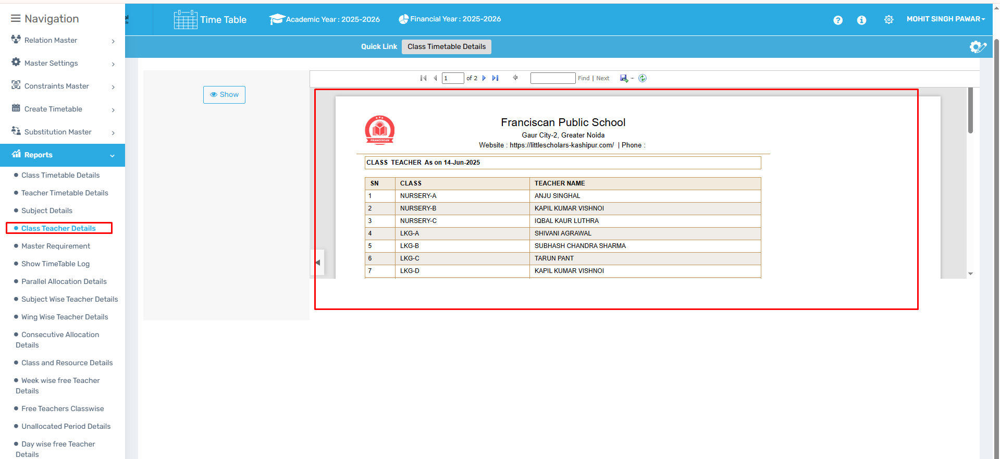 Navigation
ol
Time Table
Academic Year : 2025-2026
Financial Year : 2025-2026
MOHIT SINGH PAWAR
Quick Link
Class Timetable Details
Relation Master
Master Settings
Constraints Master
Create Timetable
Substitution Master
Reports
Class Timetable Details
Teacher Timetable Details
Subject Details
Class Teacher Details
Master Requirement
Show TimeTable Log
Parallel Allocation Details
Subject Wise Teacher Details
Wing Wise Teacher Details
Consecutive Allocation
Details
Class and Resource Details
Week wise free Teacher
Details
Free Teachers Classwise
Unallocated Period Details
Day wise free Teacher
Details
Show
1 of 2 Find | Next
FRANCISCAN
Franciscan Public School
Gaur City-2, Greater Noida
Website : https://littlescholars-kashipur.com/ | Phone :
CLASS TEACHER As on 14-Jun-2025
SN CLASS TEACHER NAME
1 NURSERY-A ANJU SINGHAL
2 NURSERY-B KAPIL KUMAR VISHNOI
3 NURSERY-C IQBAL KAUR LUTHRA
4 LKG-A SHIVANI AGRAWAL
5 LKG-B SUBHASH CHANDRA SHARMA
6 LKG-C TARUN PANT
7 LKG-D KAPIL KUMAR VISHNOI